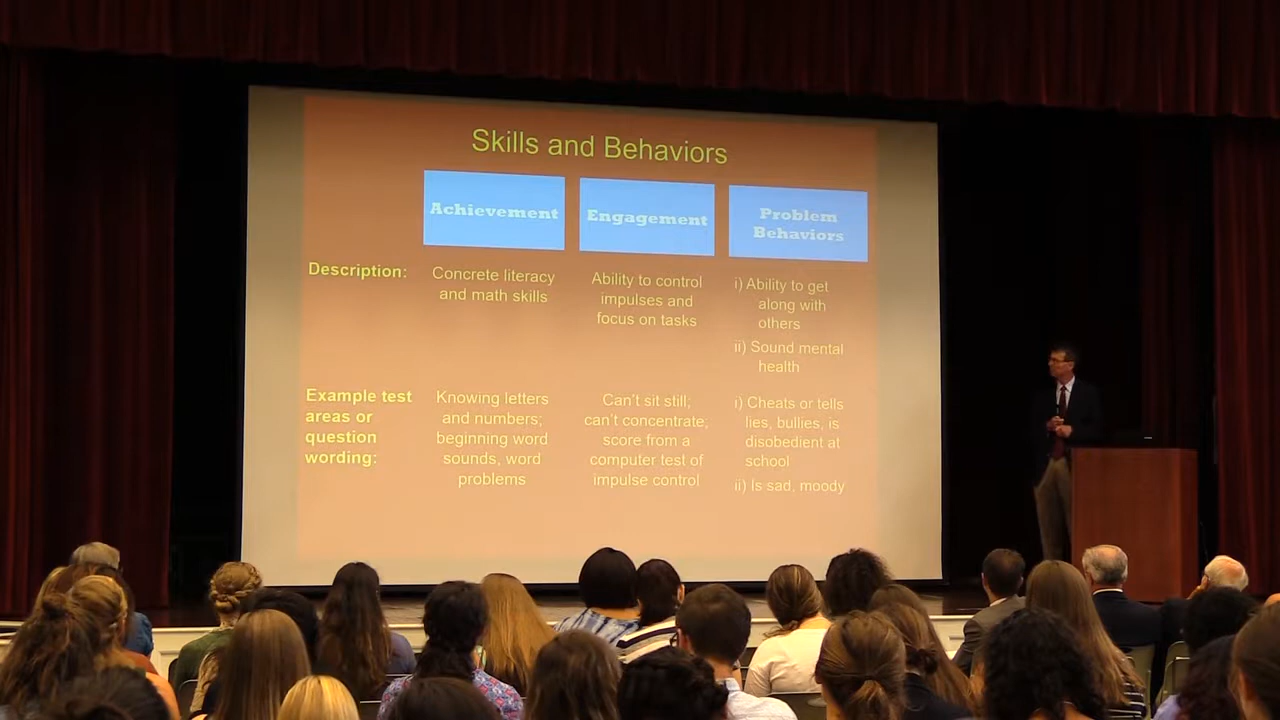 Skills and Behaviors
Achievement
Engagement
Problem
Behaviors
Description:
Concrete literacy
and math skills
Ability to control
impulses and
focus on tasks
i) Ability to get
along with
others
ii) Sound mental
health
Example test
areas or
question
wording:
Knowing letters
and numbers;
beginning word
sounds, word
problems
Can't sit still;
can't concentrate;
score from a
computer test of
impulse control
i) Cheats or tells
lies, bullies, is
disobedient at
school
ii) Is sad, moody